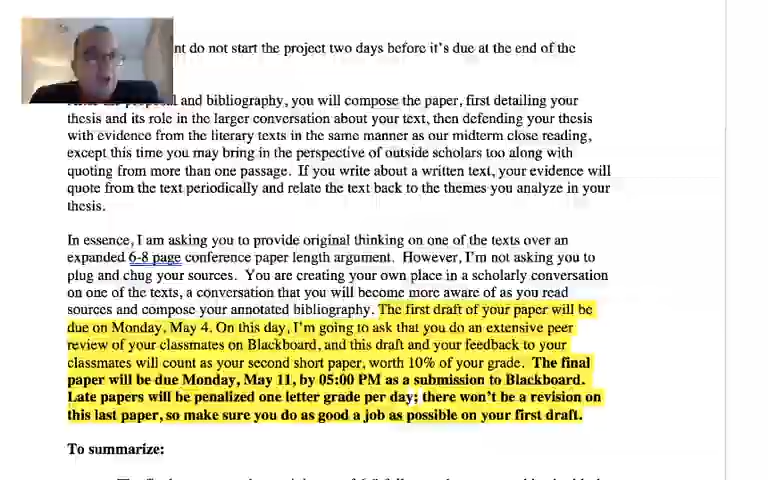 nt do not start the project two days before it's due at the end of the
and bibliography, you will compose the paper, first detailing your
thesis and its role in the larger conversation about your text, then defending your thesis
with evidence from the literary texts in the same manner as our midterm close reading,
except this time you may bring in the perspective of outside scholars too along with
quoting from more than one passage. If you write about a written text, your evidence will
quote from the text periodically and relate the text back to the themes you analyze in your
thesis.
In essence, I am asking you to provide original thinking on one of the texts over an
expanded 6-8 page conference paper length argument. However, I'm not asking you to
plug and chug your sources. You are creating your own place in a scholarly conversation
on one of the texts, a conversation that you will become more aware of as you read
sources and compose your annotated bibliography. The first draft of your paper will be
due on Monday, May 4. On this day, I'm going to ask that you do an extensive peer
review of your classmates on Blackboard, and this draft and your feedback to your
classmates will count as your second short paper, worth 10% of your grade. The final
paper will be due Monday, May 11, by 05:00 PM as a submission to Blackboard.
Late papers will be penalized one letter grade per day; there won't be a revision on
this last paper, so make sure you do as good a job as possible on your first draft.
To summarize: